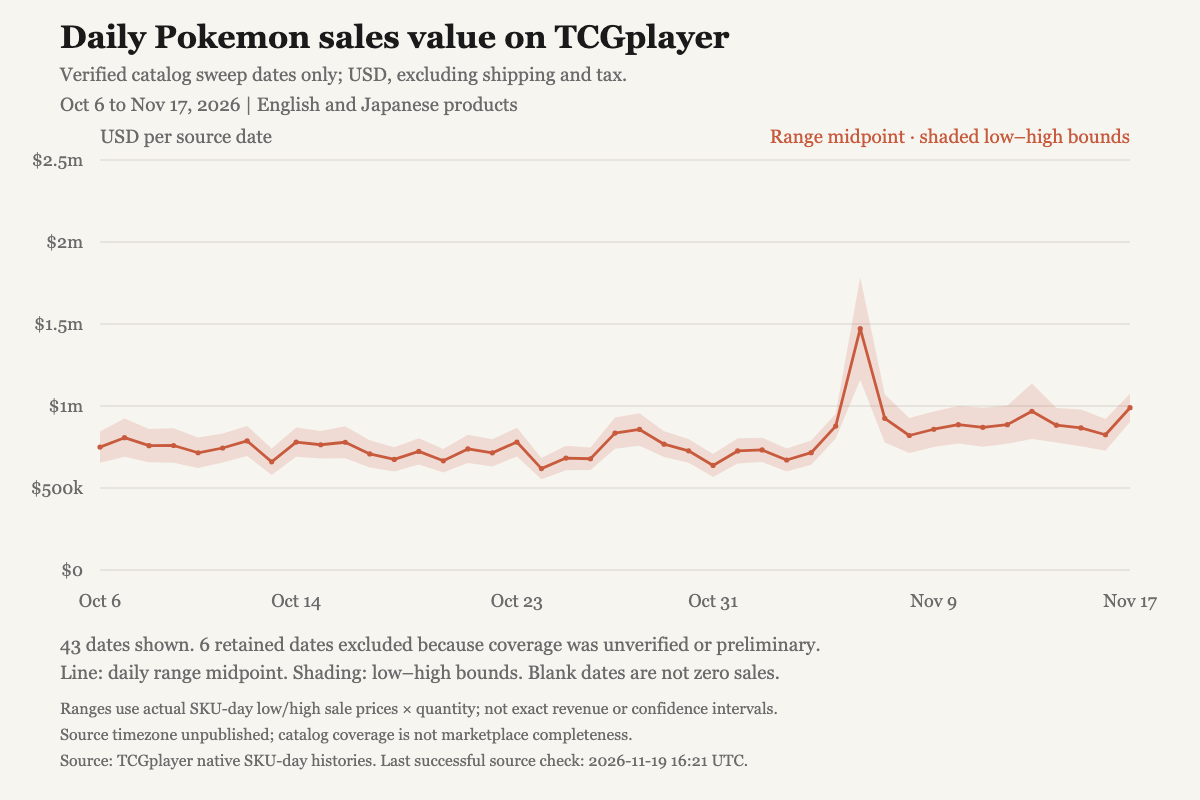 Daily Pokemon sales value on TCGplayer
Verified catalog sweep dates only; USD, excluding shipping and tax.
Oct 6 to Nov 17, 2026 | English and Japanese products
USD per source date
Range midpoint · shaded low–high bounds
$2.5m
$2m
$1.5m
$1m
$500k
$0
Oct 6
Oct 14
Oct 23
Oct 31
Nov 9
Nov 17
43 dates shown. 6 retained dates excluded because coverage was unverified or preliminary.
Line: daily range midpoint. Shading: low–high bounds. Blank dates are not zero sales.
Ranges use actual SKU-day low/high sale prices × quantity; not exact revenue or confidence intervals.
Source timezone unpublished; catalog coverage is not marketplace completeness.
Source: TCGplayer native SKU-day histories. Last successful source check: 2026-11-19 16:21 UTC.